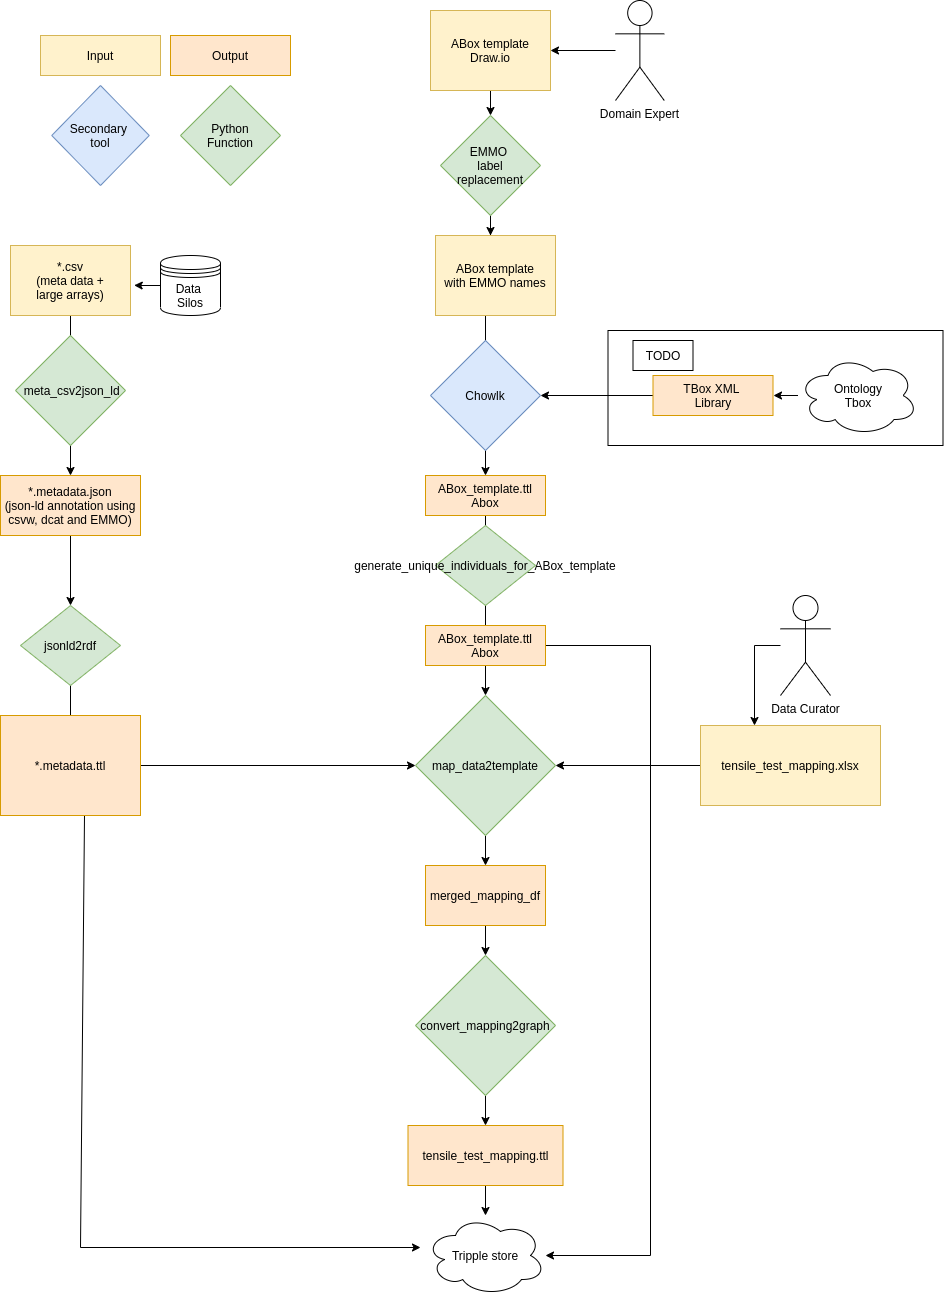 Input
Output
Secondary
tool
Python
Function
ABox template
Draw.io
Domain Expert
EMMO
label
replacement
ABox template
with EMMO names
*.csv
(meta data +
large arrays)
Data
Silos
meta_csv2json_ld
Chowlk
TODO
TBox XML
Library
Ontology
Tbox
*.metadata.json
(json-ld annotation using
csvw, dcat and EMMO)
ABox_template.ttl
Abox
generate_unique_individuals_for_ABox_template
jsonld2rdf
ABox_template.ttl
Abox
Data Curator
*.metadata.ttl
map_data2template
tensile_test_mapping.xlsx
merged_mapping_df
convert_mapping2graph
tensile_test_mapping.ttl
Tripple store